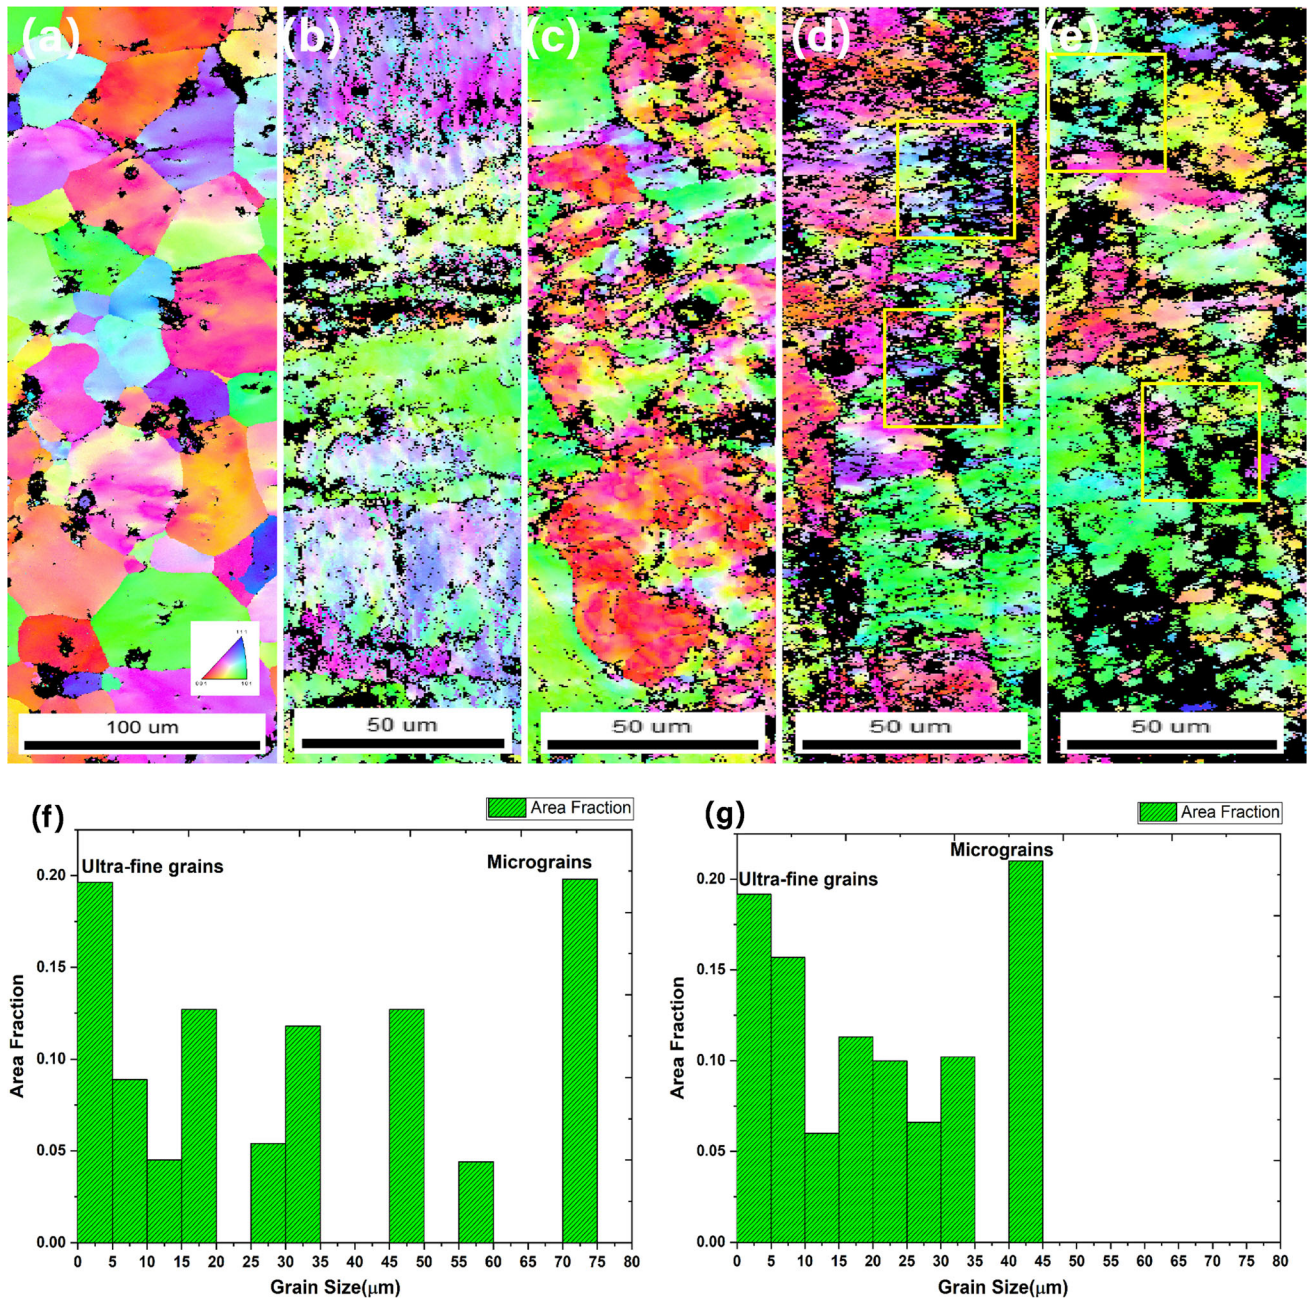 (a)
(b)
(c)
(d)
(e)
111
001
101
100 um
50 um
50 um
50 um
50 um
(f)
Area Fraction
Ultra-fine grains
Micrograins
0.20
0.15
0.10
0.05
0.00
Area Fraction
0 5 10 15 20 25 30 35 40 45 50 55 60 65 70 75 80
Grain Size(μm)
(g)
Area Fraction
Micrograins
Ultra-fine grains
0.20
0.15
0.10
0.05
0.00
Area Fraction
0 5 10 15 20 25 30 35 40 45 50 55 60 65 70 75 80
Grain Size(μm)